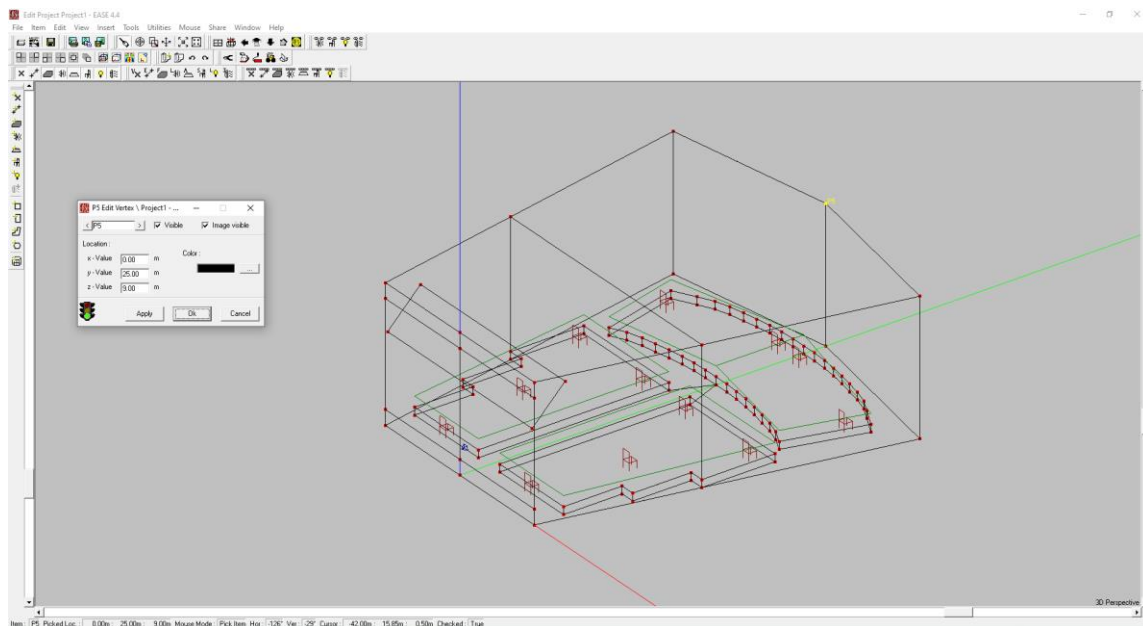 Edit Project Project1 - EASE 4.4
File Item Edit View Insert Tools Utilities Mouse Share Window Help
P5 Edit Vertex \ Project1 - ...
< P5 > Visible Image visible
Location :
Color :
x - Value 0.00 m
y - Value 25.00 m
...
z - Value 9.00 m
Apply Ok Cancel
3D Perspective
Item : P5 Picked Loc. : 0.00m : 25.00m : 9.00m Mouse Mode : Pick Item Hor : -126° Ver : -29° Cursor : -42.00m : 15.85m : 0.50m Checked : True